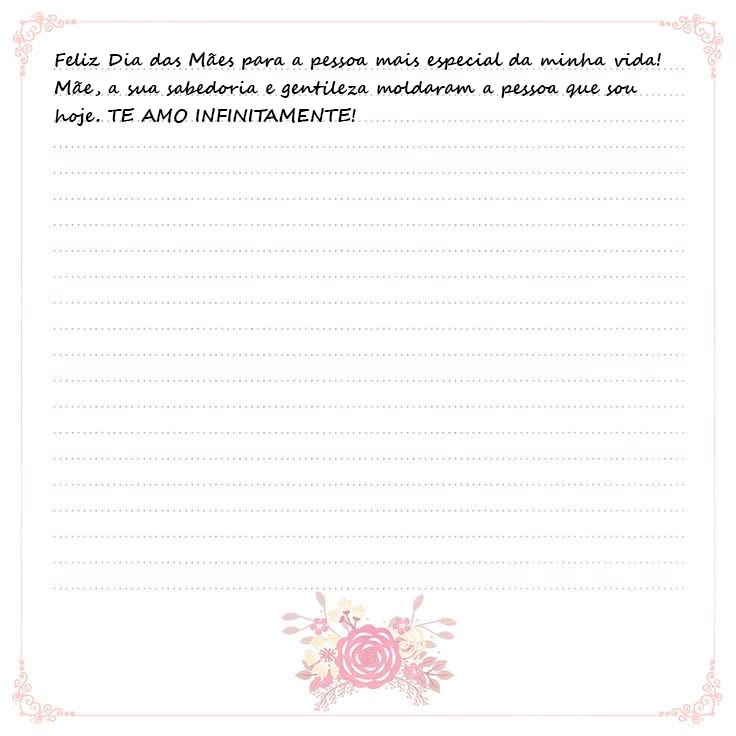 Feliz Dia das Mães para a pessoa mais especial da minha vida!
Mãe, a sua sabedoria e gentileza moldaram a pessoa que sou
hoje. TE AMO INFINITAMENTE!